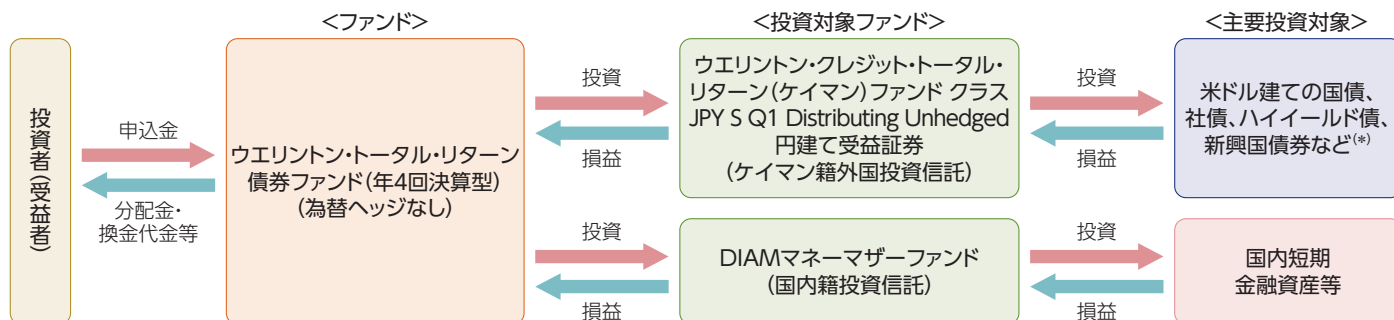 <ファンド>
<投資対象ファンド>
<主要投資対象>
投資者（受益者）
申込金
分配金・
換金代金等
ウエリントン・トータル・リターン
債券ファンド（年4回決算型）
（為替ヘッジなし）
投資
損益
ウエリントン・クレジット・トータル・
リターン（ケイマン）ファンド クラス
JPY S Q1 Distributing Unhedged
円建て受益証券
（ケイマン籍外国投資信託）
投資
損益
米ドル建ての国債、
社債、ハイイールド債、
新興国債券など(*)
投資
損益
DIAMマネーマザーファンド
（国内籍投資信託）
投資
損益
国内短期
金融資産等